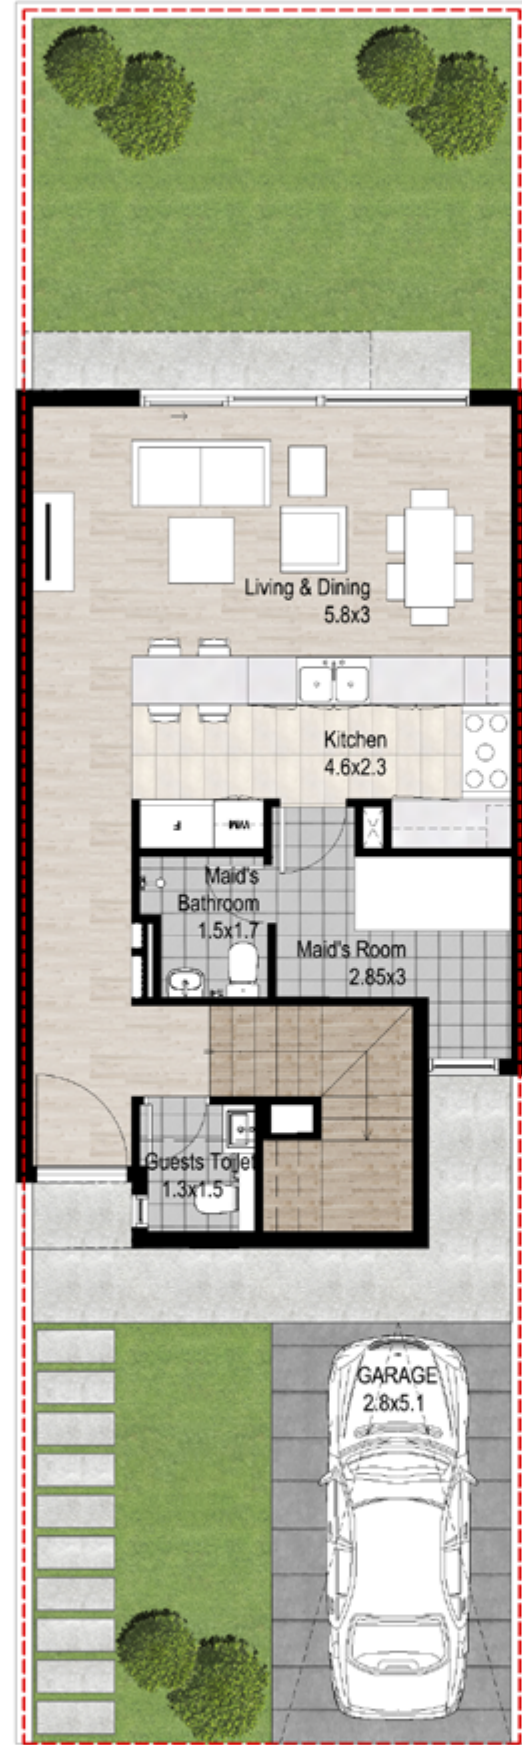 Living & Dining
5.8x3
Kitchen
4.6x2.3
F
WM
Maid's
Bathroom
1.5x1.7
Maid's Room
2.85x3
Guests Toilet
1.3x1.5
GARAGE
2.8x5.1